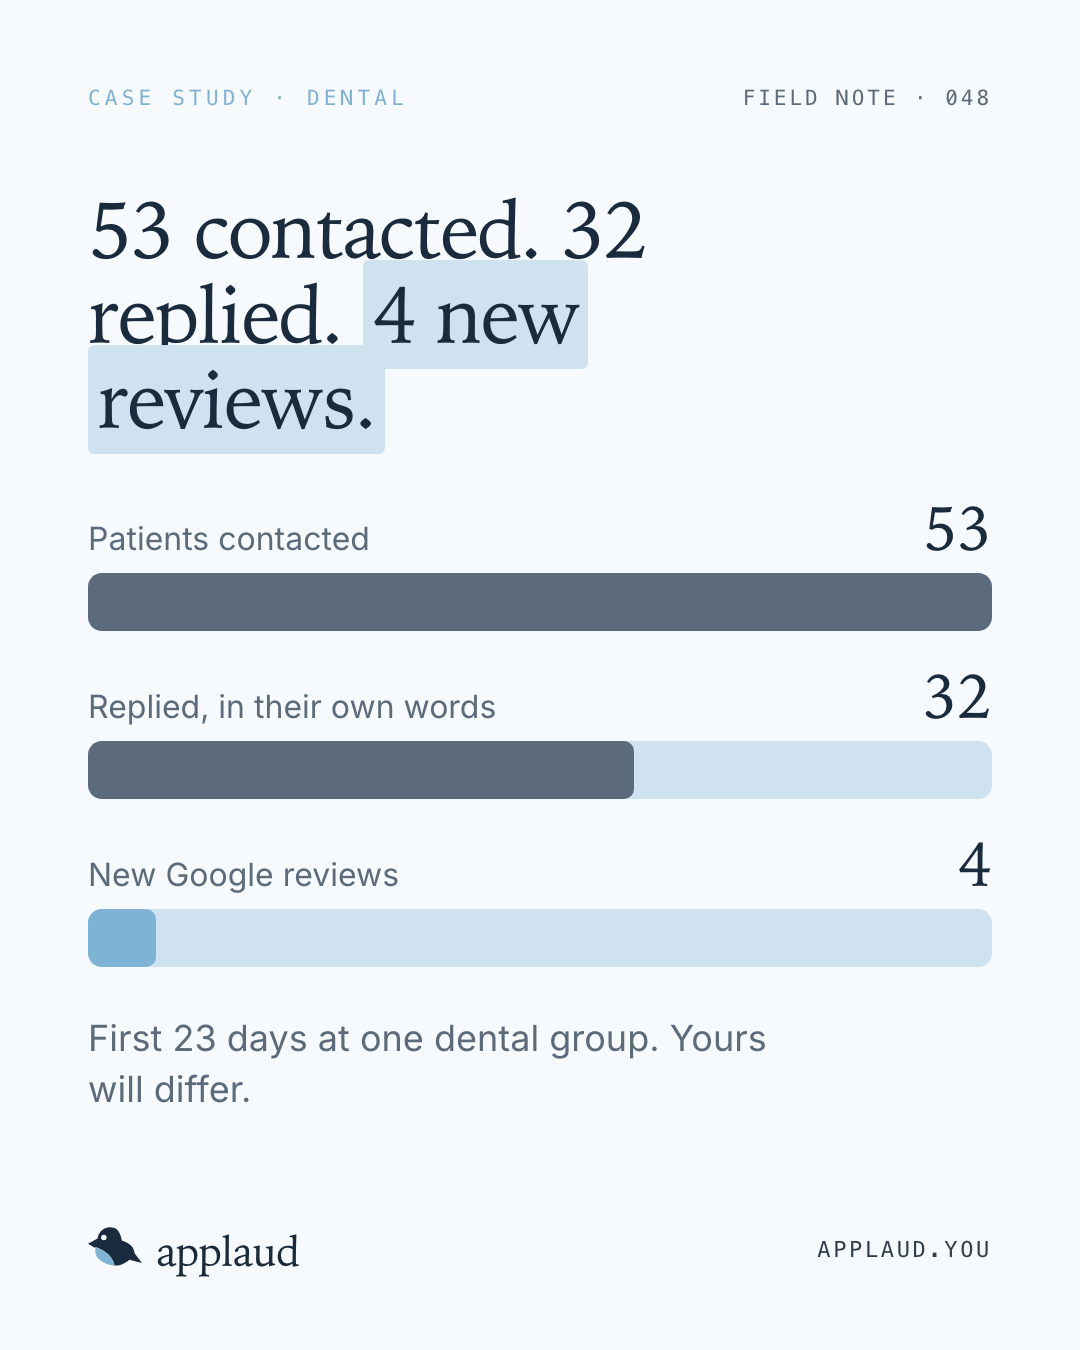 CASE STUDY · DENTAL
FIELD NOTE · 048
53 contacted. 32
replied. 4 new
reviews.
Patients contacted
53
Replied, in their own words
32
New Google reviews
4
First 23 days at one dental group. Yours
will differ.
applaud
APPLAUD.YOU